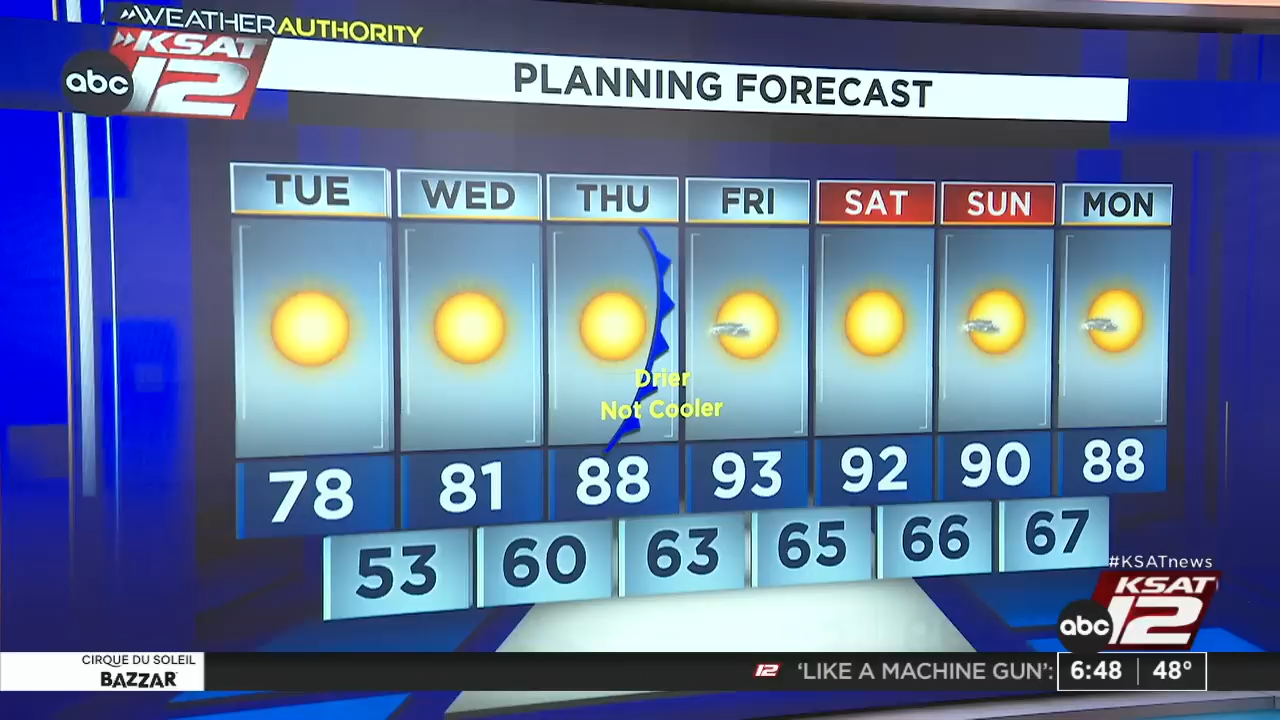 WEATHERAUTHORITY
KSAT
abc 12
PLANNING FORECAST
TUE WED THU FRI SAT SUN MON
Drier
Not Cooler
78 81 88 93 92 90 88
53 60 63 65 66 67
#KSATnews
KSAT
abc 12
CIRQUE DU SOLEIL
BAZZAR
12 'LIKE A MACHINE GUN': 6:48 48°